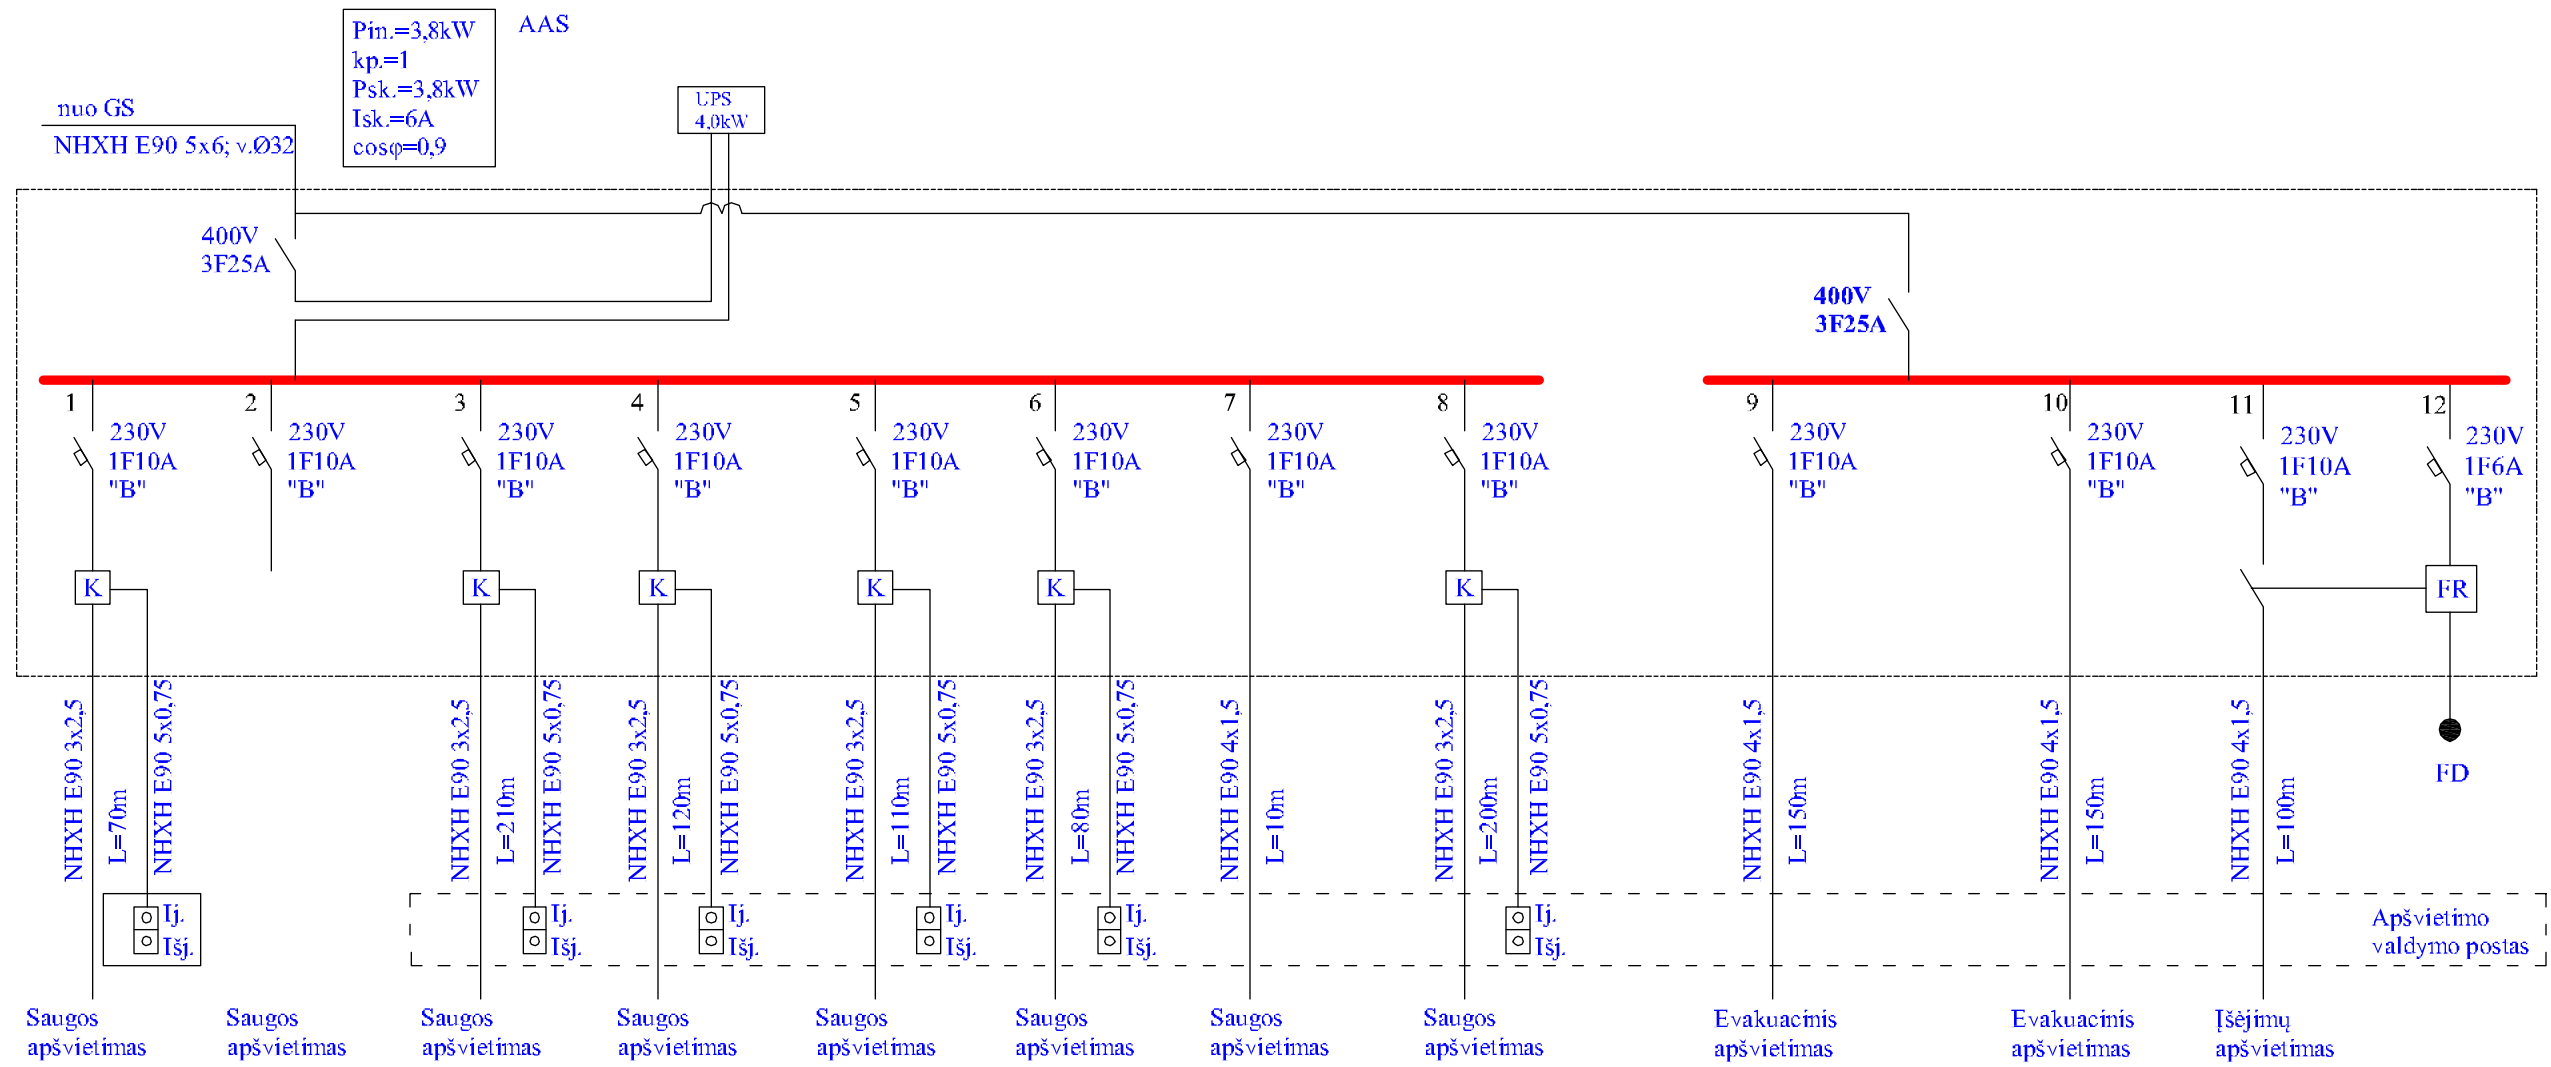 AAS
Pin.=3,8kW
kp.=1
Psk.=3,8kW
Isk.=6A
cosφ=0,9
UPS
4,0kW
nuo GS
NHXH E90 5x6; v.Ø32
400V
3F25A
400V
3F25A
1
230V
1F10A
"B"
2
230V
1F10A
"B"
3
230V
1F10A
"B"
4
230V
1F10A
"B"
5
230V
1F10A
"B"
6
230V
1F10A
"B"
7
230V
1F10A
"B"
8
230V
1F10A
"B"
9
230V
1F10A
"B"
10
230V
1F10A
"B"
11
230V
1F10A
"B"
12
230V
1F6A
"B"
K
K
K
K
K
K
FR
FD
NHXH E90 3x2,5
L=70m
NHXH E90 5x0,75
NHXH E90 3x2,5
L=210m
NHXH E90 5x0,75
NHXH E90 3x2,5
L=120m
NHXH E90 5x0,75
NHXH E90 3x2,5
L=110m
NHXH E90 5x0,75
NHXH E90 3x2,5
L=80m
NHXH E90 5x0,75
NHXH E90 4x1,5
L=10m
NHXH E90 3x2,5
L=200m
NHXH E90 5x0,75
NHXH E90 4x1,5
L=150m
NHXH E90 4x1,5
L=150m
NHXH E90 4x1,5
L=100m
Ij.
Išj.
Ij.
Išj.
Ij.
Išj.
Ij.
Išj.
Ij.
Išj.
Ij.
Išj.
Apšvietimo
valdymo postas
Saugos
apšvietimas
Saugos
apšvietimas
Saugos
apšvietimas
Saugos
apšvietimas
Saugos
apšvietimas
Saugos
apšvietimas
Saugos
apšvietimas
Saugos
apšvietimas
Evakuacinis
apšvietimas
Evakuacinis
apšvietimas
Įšėjimų
apšvietimas